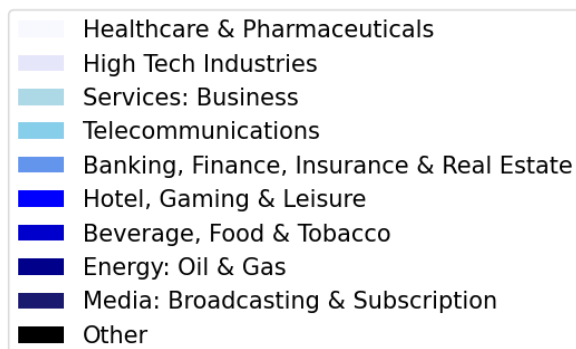 Healthcare & Pharmaceuticals
High Tech Industries
Services: Business
Telecommunications
Banking, Finance, Insurance & Real Estate
Hotel, Gaming & Leisure
Beverage, Food & Tobacco
Energy: Oil & Gas
Media: Broadcasting & Subscription
Other